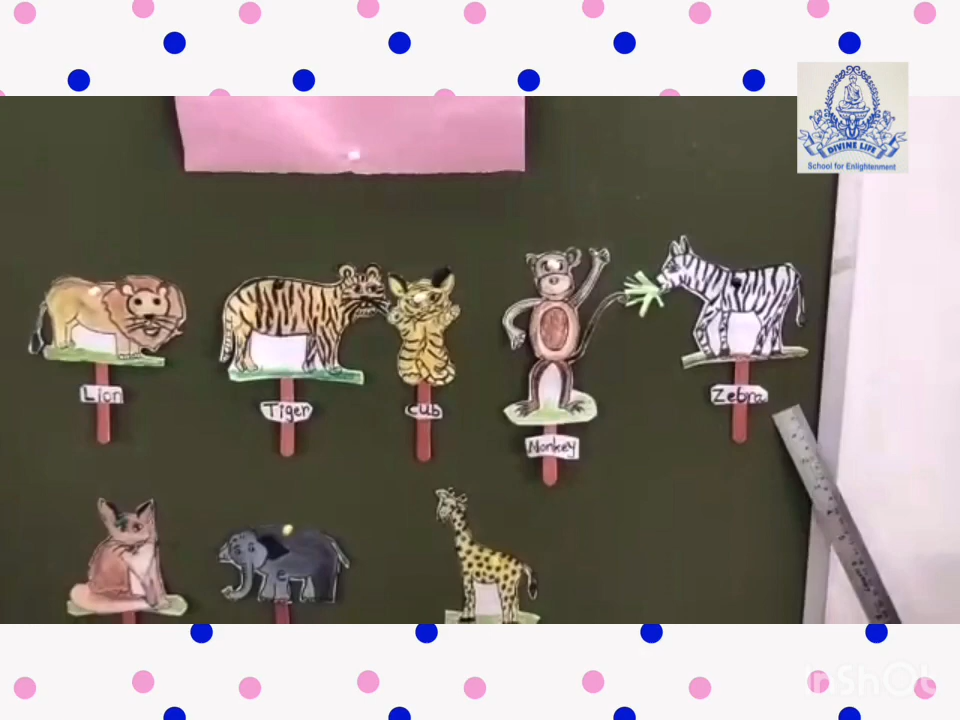 DIVINE LIFE
School for Enlightenment
Lion
Tiger
Cub
Monkey
Zebra
InShOt